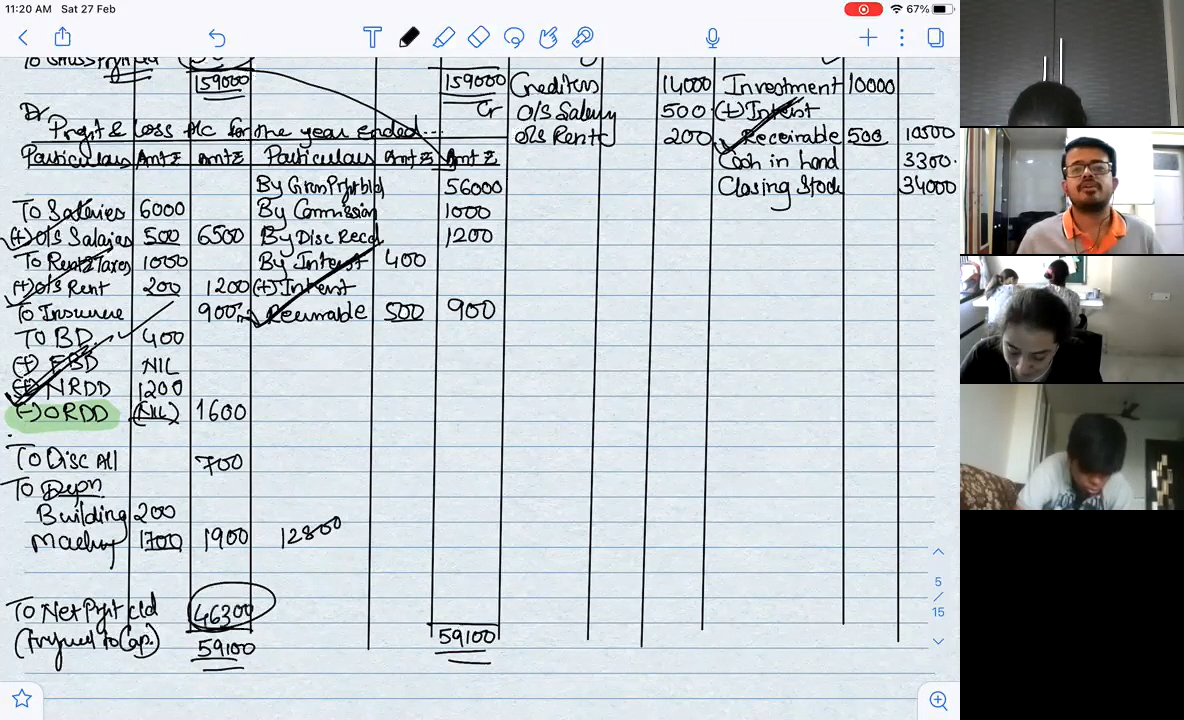 11:20 AM Sat 27 Feb
67%
159000 159000 Creditors 14000 Investment 10000
Dr Cr O/S Salary 500 (+) Interest
Profit & Loss A/c for the year ended... O/S Rent 200 Receivable 500 10500
Particulars Amt ₹ Amt ₹ Particulars Amt ₹ Amt ₹ Cash in hand 3300
By Gross Profit b/d 56000 Closing Stock 34000
To Salaries 6000 By Commission 1000
(+) O/S Salaries 500 6500 By Disc Recd 1200
To Rent & Taxes 1000 By Interest 400
(+) O/s Rent 200 1200 (+) Interest
To Insurance 900 Receivable 500 900
To BD 400
(+) FBD NIL
(+) NRDD 1200
(-) ORDD (NIL) 1600
To Disc All 700
To Depn.
Building 200
Machy 1700 1900 12800
To Net Profit c/d 46300
(Trfrued to Cap.) 59100 59100
5
/
15